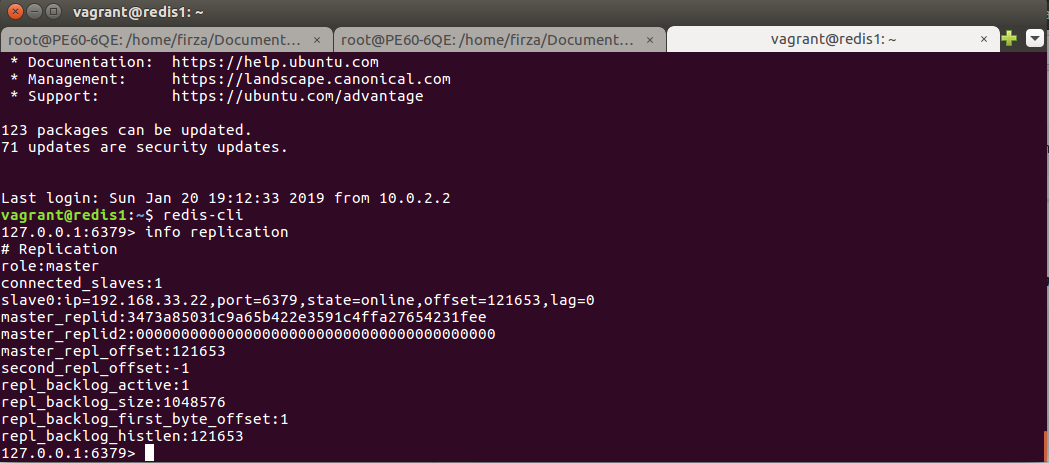 vagrant@redis1: ~
root@PE60-6QE: /home/firza/Document... × root@PE60-6QE: /home/firza/Document... × vagrant@redis1: ~ ×
* Documentation:  https://help.ubuntu.com
* Management:     https://landscape.canonical.com
* Support:        https://ubuntu.com/advantage
123 packages can be updated.
71 updates are security updates.
Last login: Sun Jan 20 19:12:33 2019 from 10.0.2.2
vagrant@redis1:~$ redis-cli
127.0.0.1:6379> info replication
# Replication
role:master
connected_slaves:1
slave0:ip=192.168.33.22,port=6379,state=online,offset=121653,lag=0
master_replid:3473a85031c9a65b422e3591c4ffa27654231fee
master_replid2:0000000000000000000000000000000000000000
master_repl_offset:121653
second_repl_offset:-1
repl_backlog_active:1
repl_backlog_size:1048576
repl_backlog_first_byte_offset:1
repl_backlog_histlen:121653
127.0.0.1:6379>